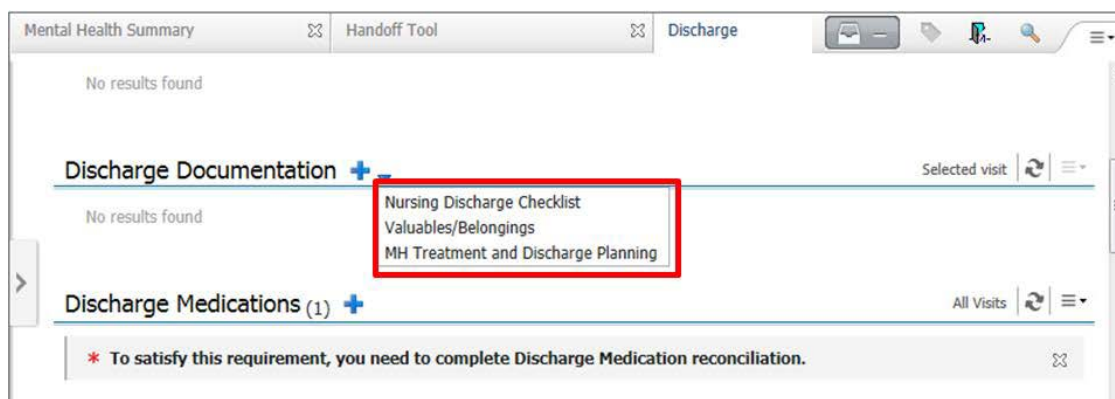 Mental Health Summary
Handoff Tool
Discharge
No results found
Discharge Documentation
Selected visit
Nursing Discharge Checklist
Valuables/Belongings
MH Treatment and Discharge Planning
No results found
Discharge Medications (1)
All Visits
* To satisfy this requirement, you need to complete Discharge Medication reconciliation.